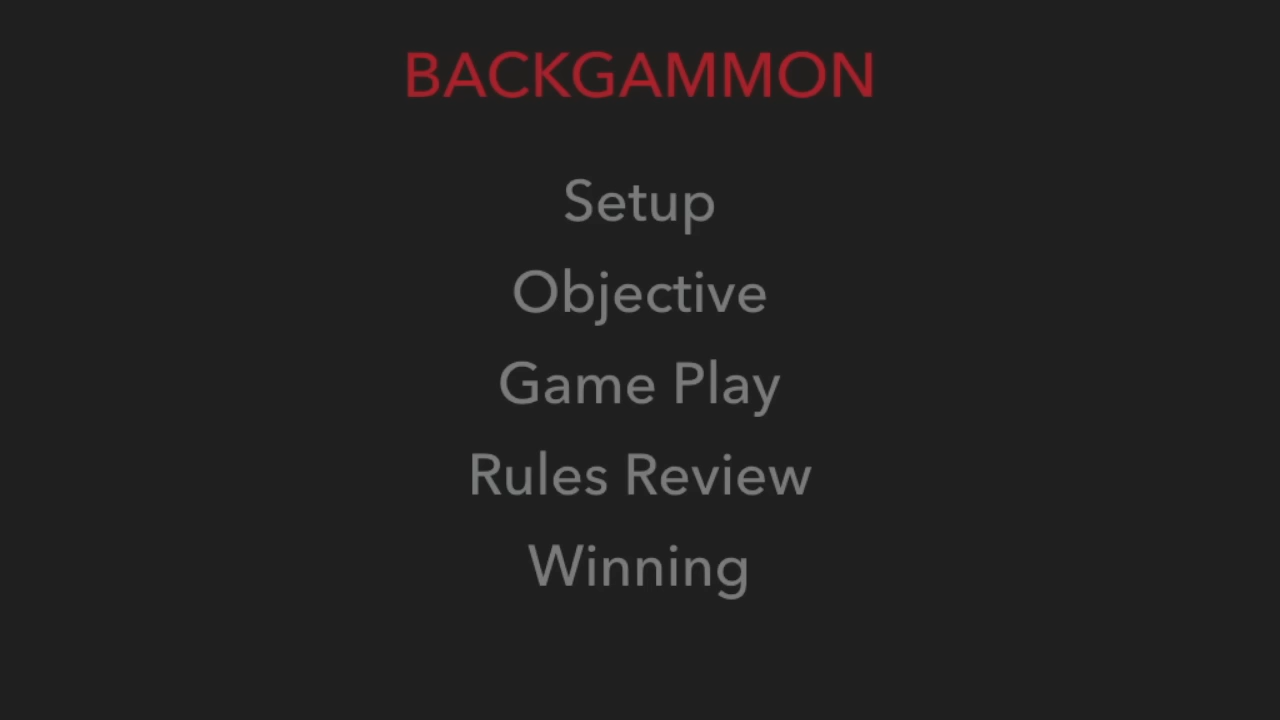 BACKGAMMON
Setup
Objective
Game Play
Rules Review
Winning